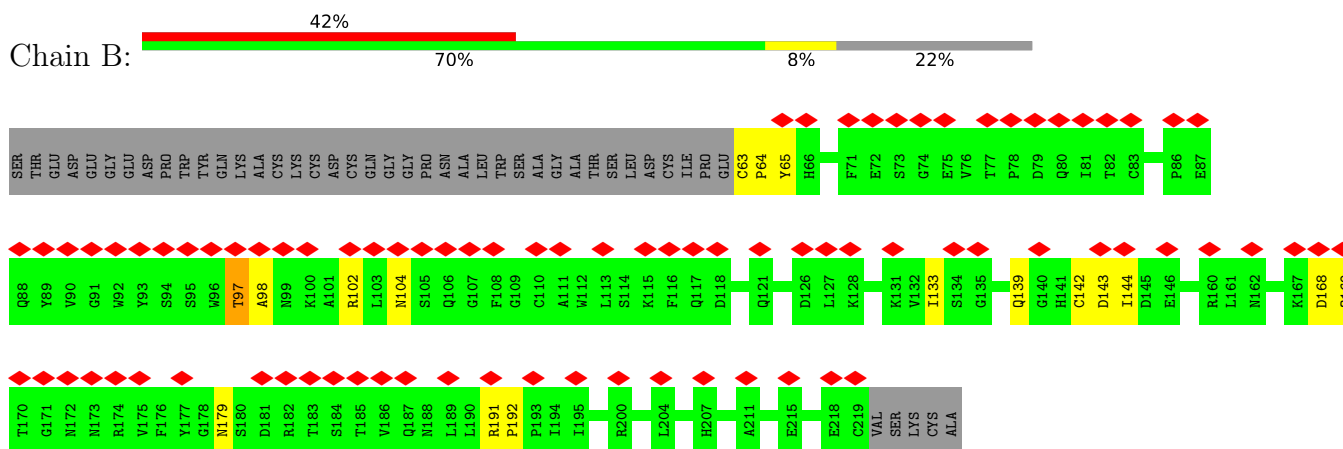 42%
Chain B:
70% 8% 22%
SER THR GLU ASP GLU GLY GLU ASP PRO TRP TYR GLN LYS ALA CYS LYS CYS ASP CYS GLN GLY GLY PRO ASN ALA LEU TRP SER ALA GLY ALA THR SER LEU ASP CYS ILE PRO GLU C63 P64 Y65 H66 F71 E72 S73 G74 E75 V76 T77 P78 D79 Q80 I81 T82 C83 P86 E87
Q88 Y89 V90 G91 W92 Y93 S94 S95 W96 T97 A98 N99 K100 A101 R102 L103 N104 S105 Q106 G107 F108 G109 C110 A111 W112 L113 S114 K115 F116 Q117 D118 Q121 D126 L127 K128 K131 V132 I133 S134 G135 Q139 G140 H141 C142 D143 I144 D145 E146 R160 L161 N162 K167 D168
T170 G171 N172 N173 R174 V175 F176 Y177 G178 N179 S180 D181 R182 T183 S184 T185 V186 Q187 N188 L189 L190 R191 P192 P193 I194 I195 R200 L204 H207 A211 E215 E218 C219 VAL SER LYS CYS ALA